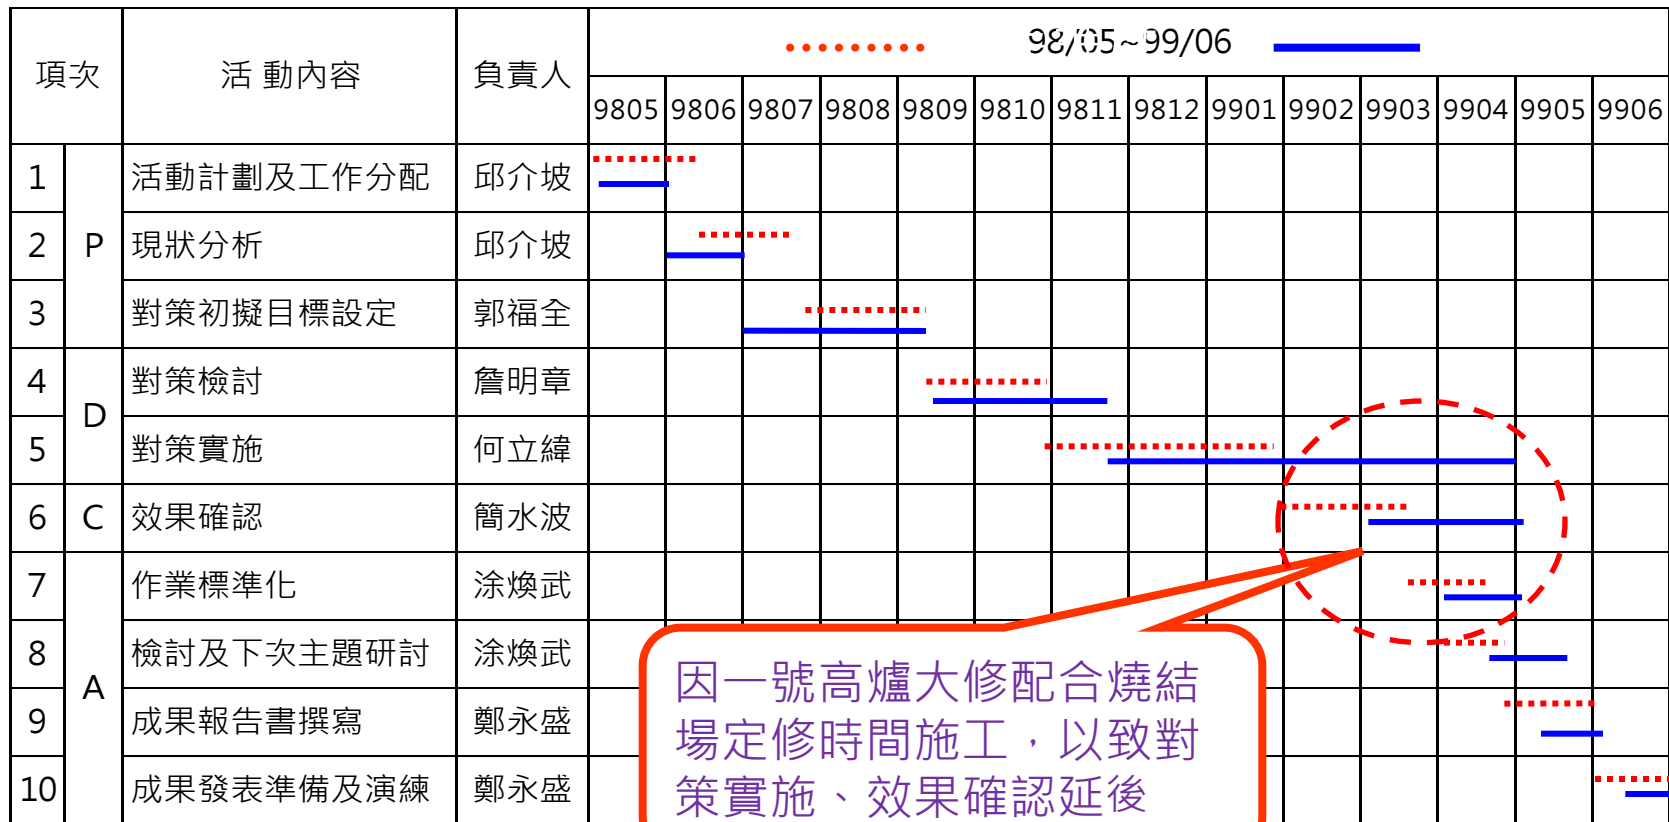 項次 活 動內容 負責人 98/05~99/06
9805 9806 9807 9808 9809 9810 9811 9812 9901 9902 9903 9904 9905 9906
1 活動計劃及工作分配 邱介坡
2 P 現狀分析 邱介坡
3 對策初擬目標設定 郭福全
4 對策檢討 詹明章
D
5 對策實施 何立緯
6 C 效果確認 簡水波
7 作業標準化 涂煥武
8 檢討及下次主題研討 涂煥武
A
9 成果報告書撰寫 鄭永盛
10 成果發表準備及演練 鄭永盛
因一號高爐大修配合燒結
場定修時間施工，以致對
策實施、效果確認延後